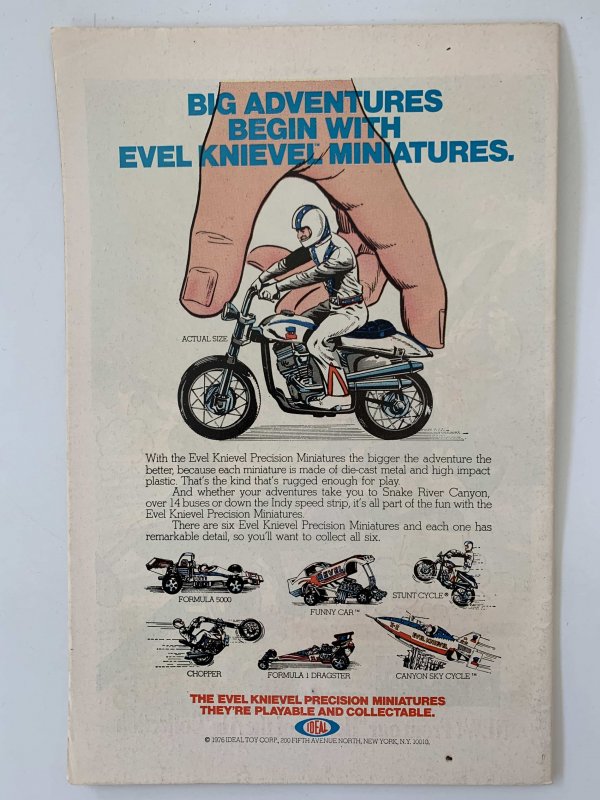 BIG ADVENTURES
BEGIN WITH
EVEL KNIEVEL™ MINIATURES.
ACTUAL SIZE
With the Evel Knievel Precision Miniatures the bigger the adventure the
better, because each miniature is made of die-cast metal and high impact
plastic. That's the kind that's rugged enough for play.
And whether your adventures take you to Snake River Canyon,
over 14 buses or down the Indy speed strip, it's all part of the fun with the
Evel Knievel Precision Miniatures.
There are six Evel Knievel Precision Miniatures and each one has
remarkable detail, so you'll want to collect all six.
FORMULA 5000
EVEL
FUNNY CAR™
STUNT CYCLE®
CHOPPER
FORMULA 1 DRAGSTER
X-2
EVEL KNIEVEL
CANYON SKY CYCLE™
THE EVEL KNIEVEL PRECISION MINIATURES
THEY'RE PLAYABLE AND COLLECTABLE.
IDEAL
© 1976 IDEAL TOY CORP., 200 FIFTH AVENUE NORTH, NEW YORK, N.Y. 10010.